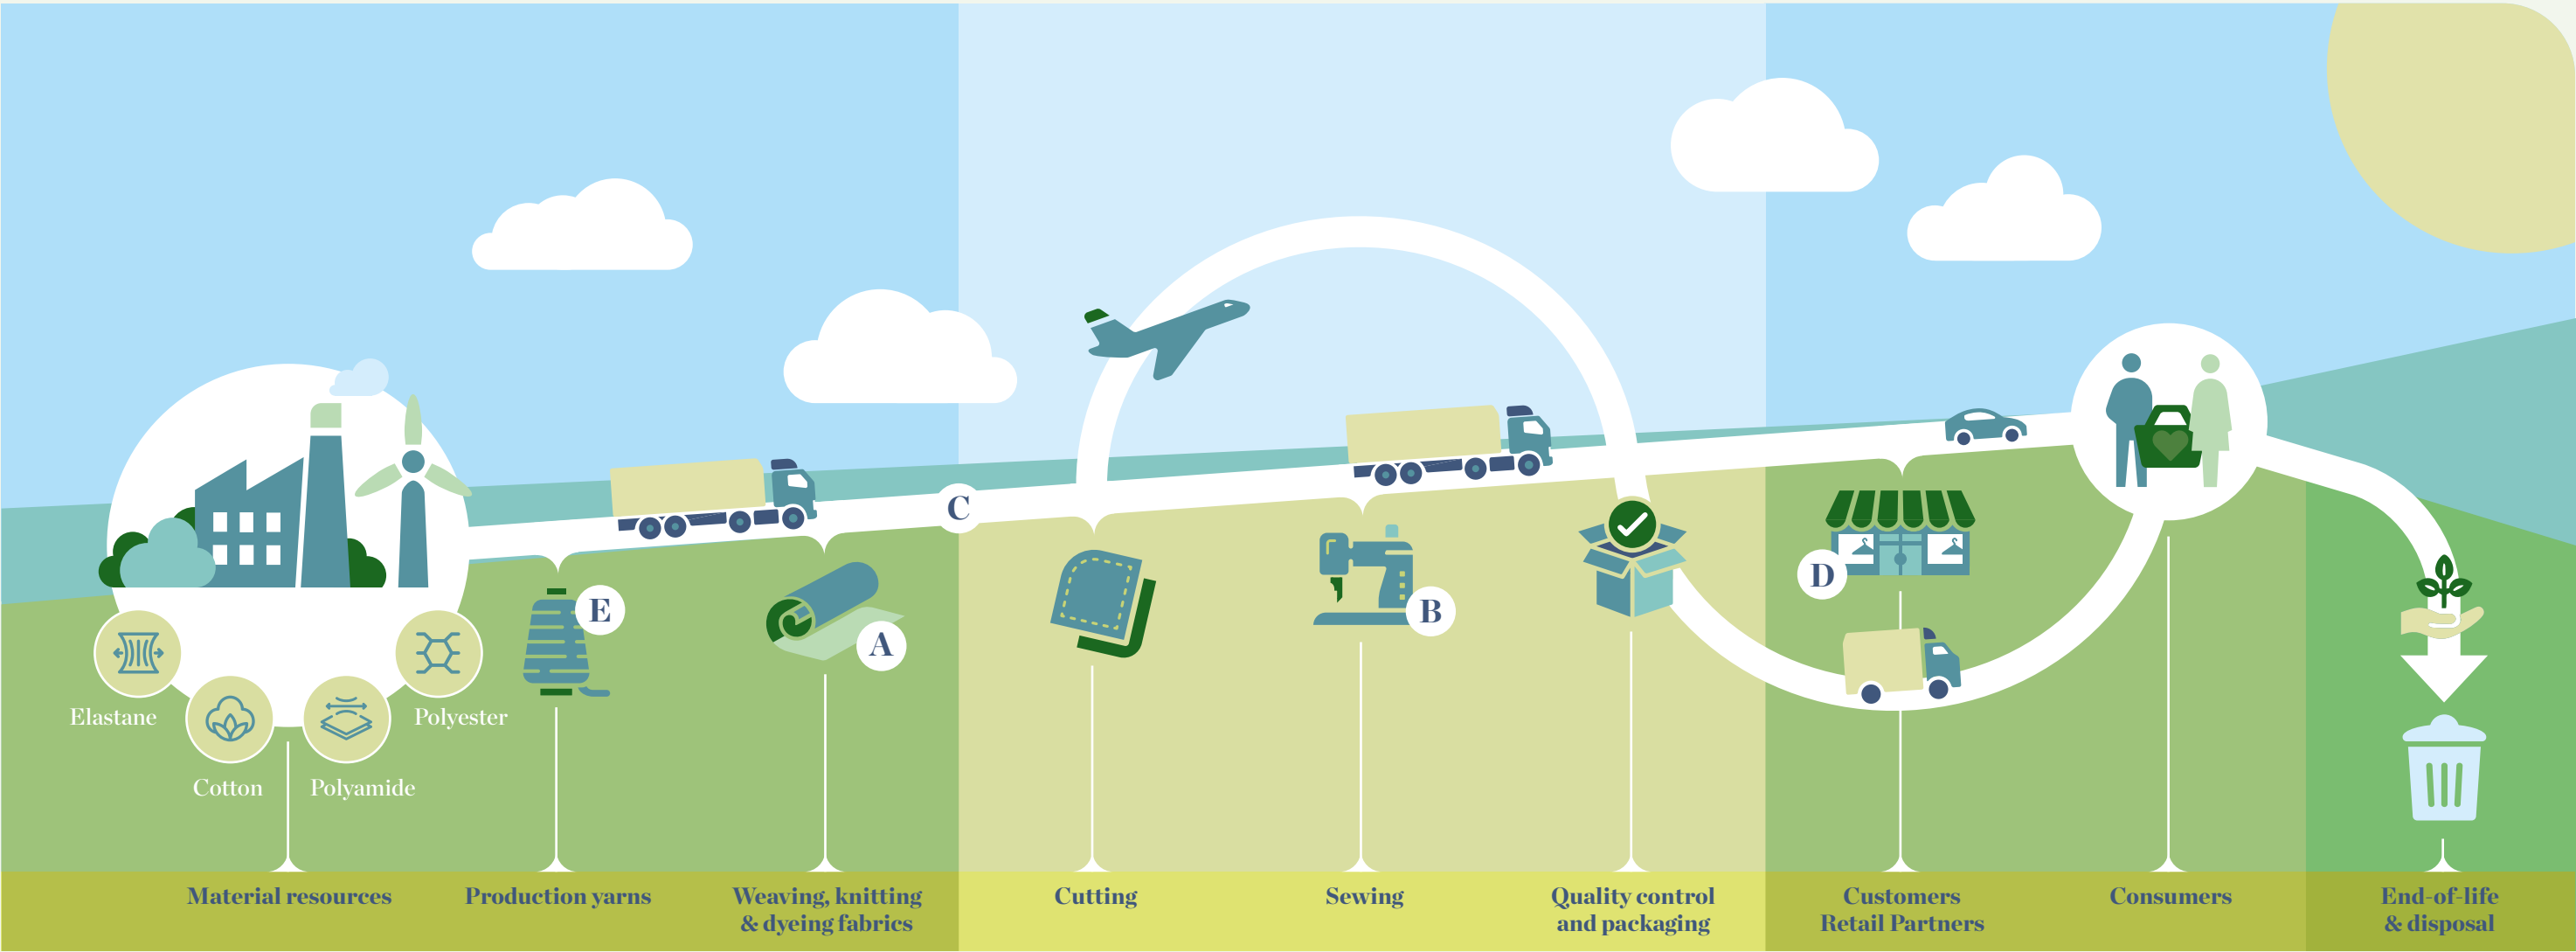 C
E
B
D
A
Elastane
Polyester
Cotton
Polyamide
Material resources
Production yarns
Weaving, knitting
& dyeing fabrics
Cutting
Sewing
Quality control
and packaging
Customers
Retail Partners
Consumers
End-of-life
& disposal